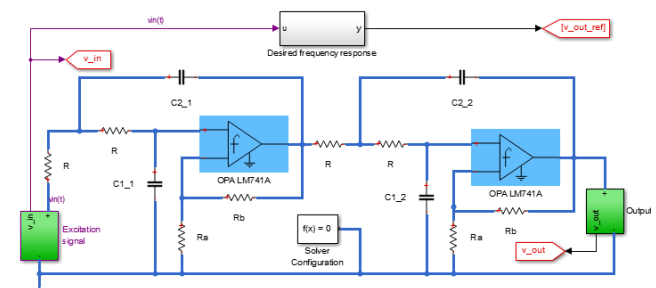 vin(t)
u
y
[v_out_ref]
Desired frequency response
v_in
C2_1
C2_2
R
R
R
R
C1_1
OPA LM741A
C1_2
OPA LM741A
vin(t)
Rb
Rb
v_in
+
-
Excitation
signal
Ra
f(x) = 0
Solver
Configuration
Ra
+
v_out
-
Output
v_out